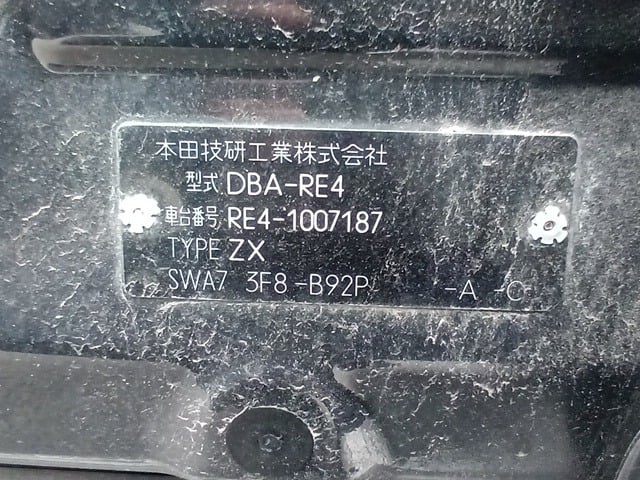 本田技研工業株式会社
型式 DBA-RE4
車台番号 RE4-1007187
TYPE ZX
SWA7 3F8-B92P -A -C